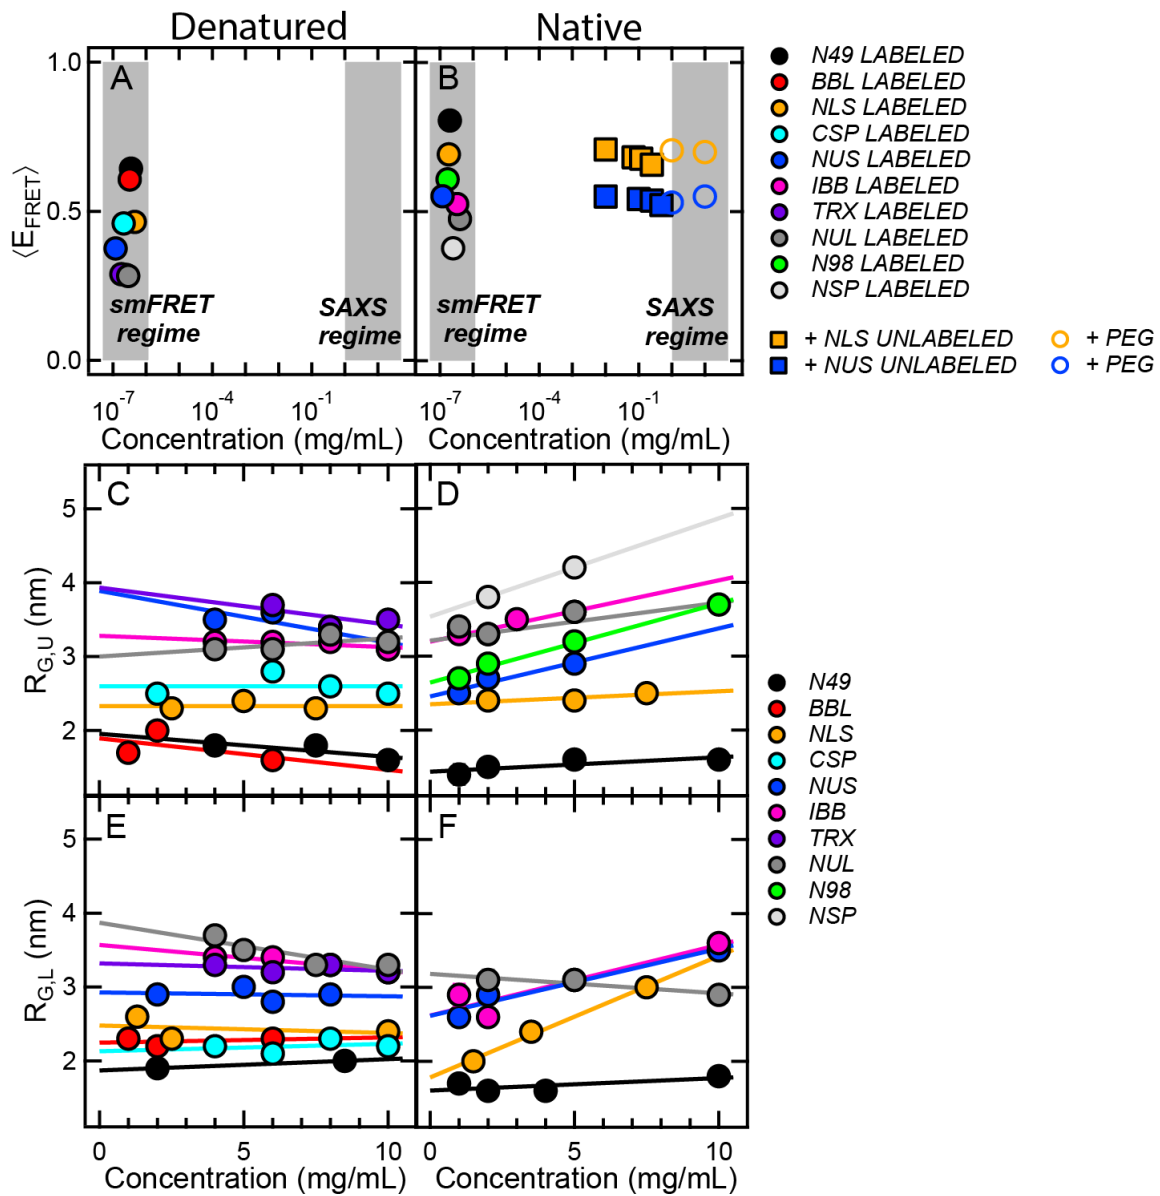 Denatured
Native
A
B
1.0
0.5
0.0
⟨E_FRET⟩
smFRET
regime
SAXS
regime
smFRET
regime
SAXS
regime
10^-7
10^-4
10^-1
10^-7
10^-4
10^-1
Concentration (mg/mL)
Concentration (mg/mL)
N49 LABELED
BBL LABELED
NLS LABELED
CSP LABELED
NUS LABELED
IBB LABELED
TRX LABELED
NUL LABELED
N98 LABELED
NSP LABELED
+ NLS UNLABELED
+ PEG
+ NUS UNLABELED
+ PEG
C
D
5
4
3
2
R_G,U (nm)
E
F
5
4
3
2
R_G,L (nm)
0
5
10
0
5
10
Concentration (mg/mL)
Concentration (mg/mL)
N49
BBL
NLS
CSP
NUS
IBB
TRX
NUL
N98
NSP